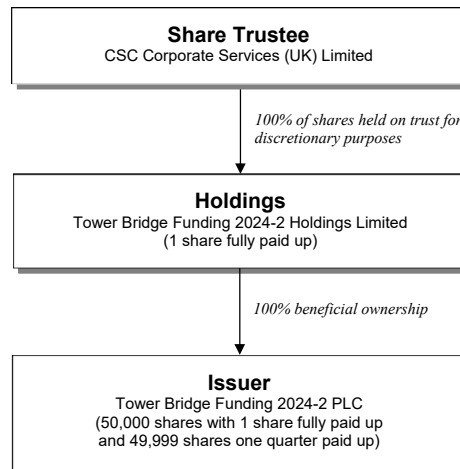 Share Trustee
CSC Corporate Services (UK) Limited
100% of shares held on trust for
discretionary purposes
Holdings
Tower Bridge Funding 2024-2 Holdings Limited
(1 share fully paid up)
100% beneficial ownership
Issuer
Tower Bridge Funding 2024-2 PLC
(50,000 shares with 1 share fully paid up
and 49,999 shares one quarter paid up)